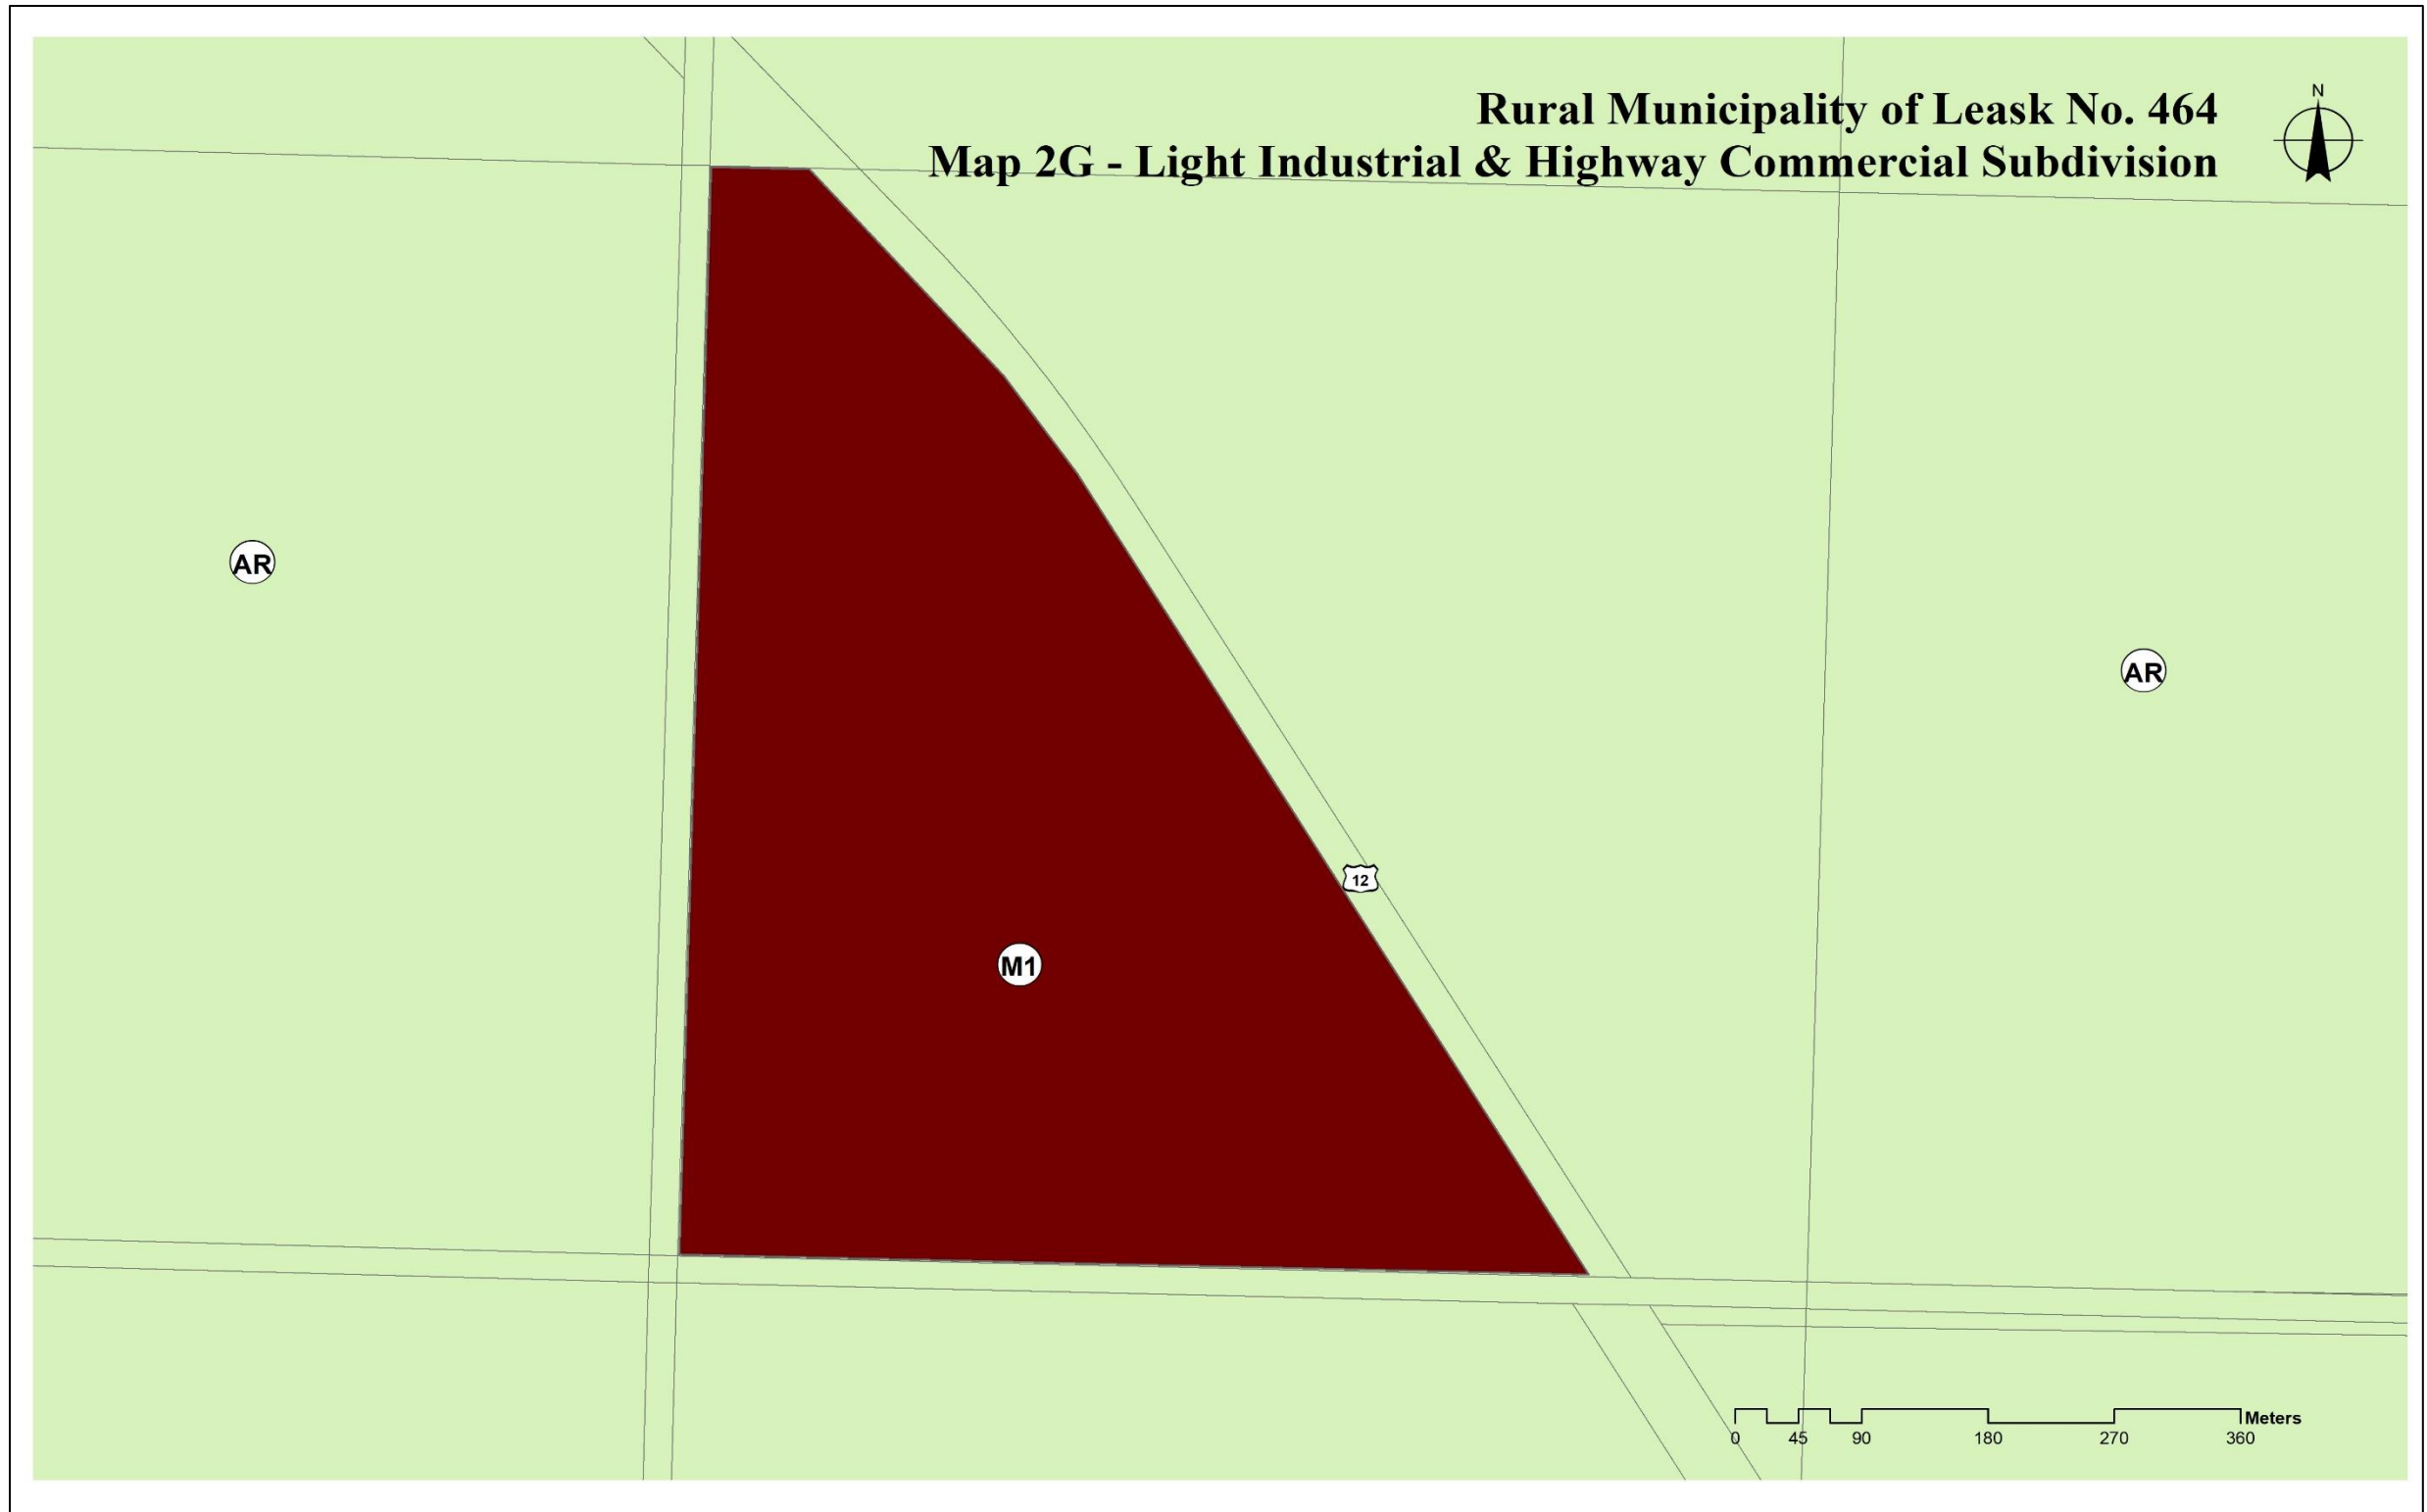 Rural Municipality of Leask No. 464
Map 2G - Light Industrial & Highway Commercial Subdivision
N
AR
AR
12
M1
Meters
0 45 90 180 270 360